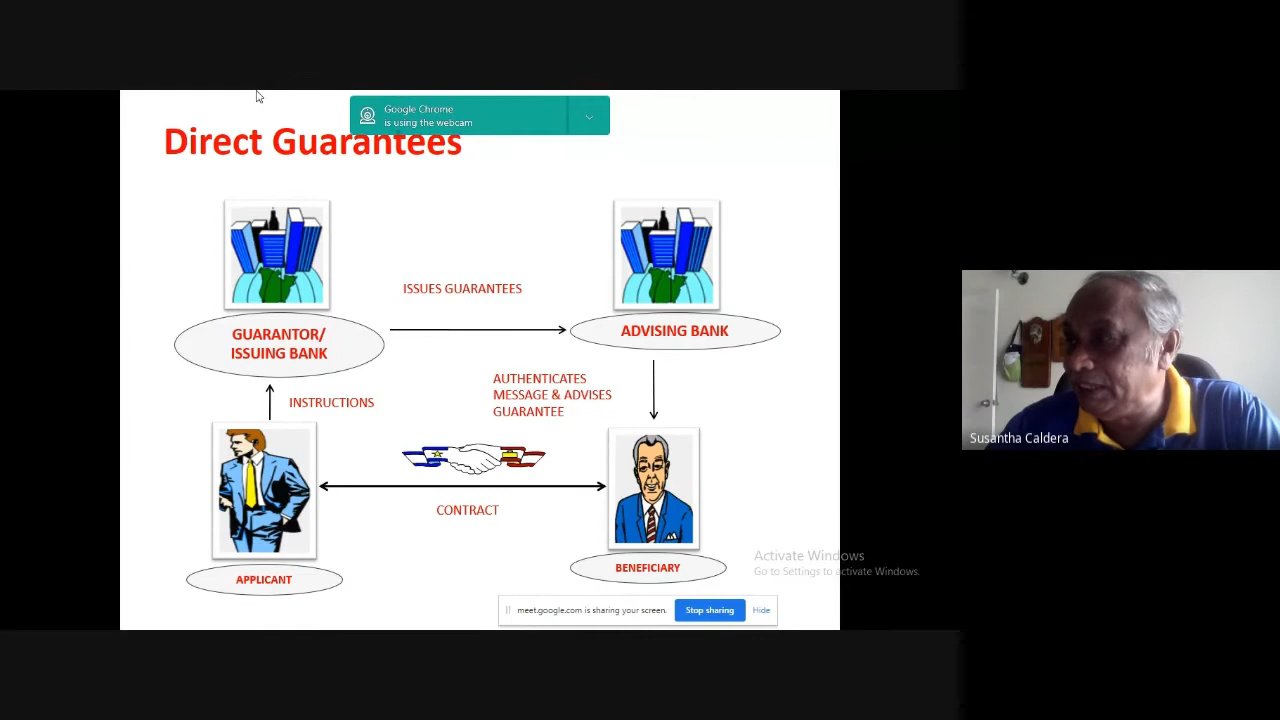 Google Chrome
is using the webcam
Direct Guarantees
ISSUES GUARANTEES
GUARANTOR/
ISSUING BANK
ADVISING BANK
AUTHENTICATES
MESSAGE & ADVISES
GUARANTEE
INSTRUCTIONS
Susantha Caldera
CONTRACT
Activate Windows
Go to Settings to activate Windows.
BENEFICIARY
APPLICANT
meet.google.com is sharing your screen.
Stop sharing
Hide